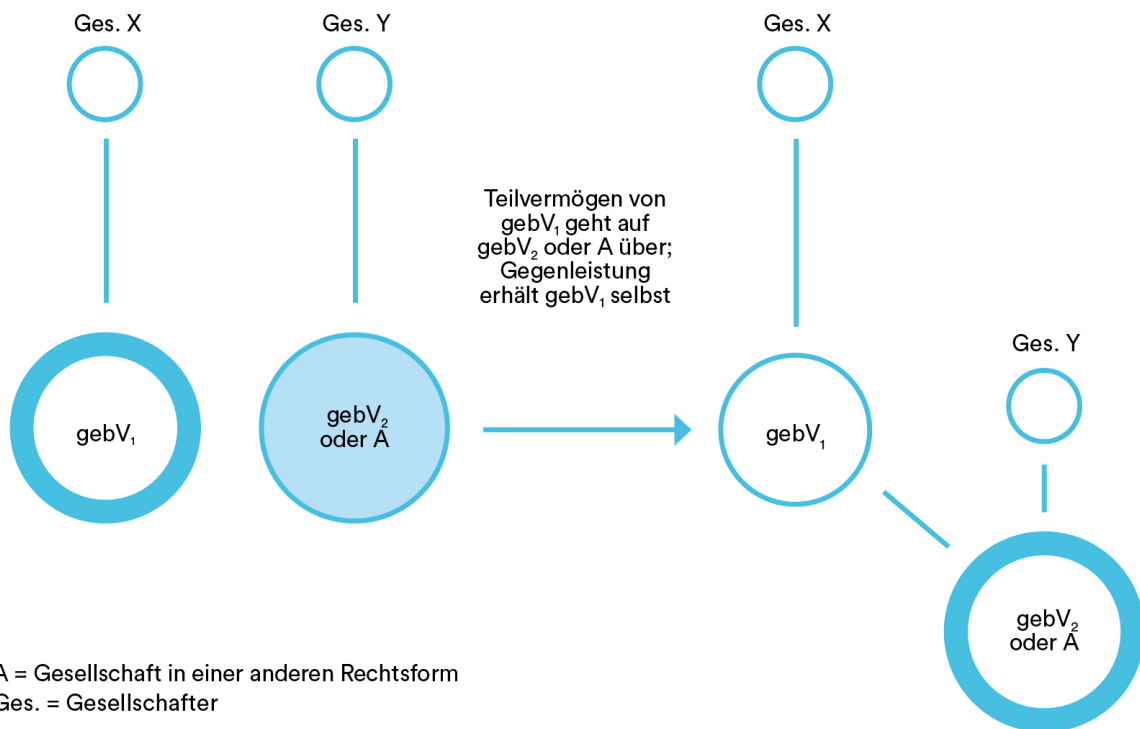 Ges. X
Ges. Y
Ges. X
Teilvermögen von
gebV₁ geht auf
gebV₂ oder A über;
Gegenleistung
erhält gebV₁ selbst
Ges. Y
gebV₁
gebV₂
oder A
gebV₁
gebV₂
oder A
A = Gesellschaft in einer anderen Rechtsform
Ges. = Gesellschafter